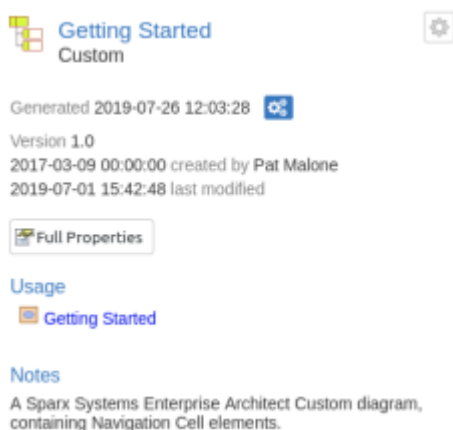 Getting Started
Custom
Generated 2019-07-26 12:03:28
Version 1.0
2017-03-09 00:00:00 created by Pat Malone
2019-07-01 15:42:48 last modified
Full Properties
Usage
Getting Started
Notes
A Sparx Systems Enterprise Architect Custom diagram,
containing Navigation Cell elements.